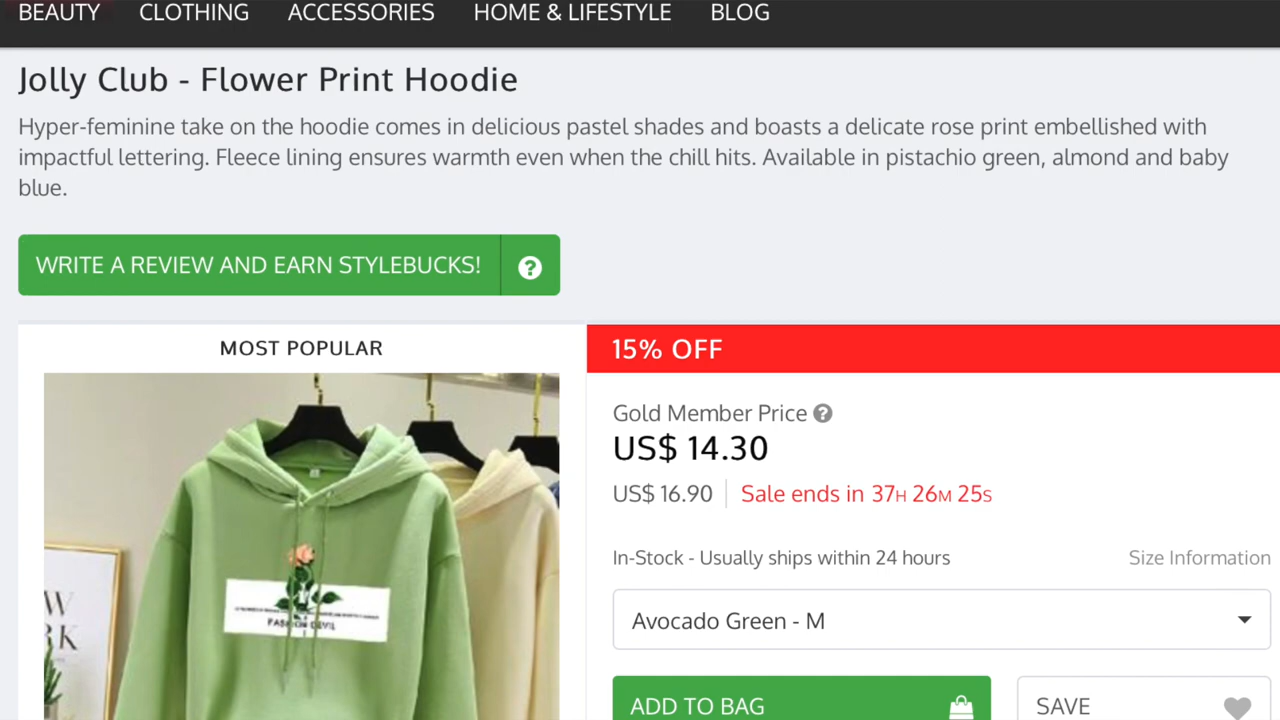 BEAUTY CLOTHING ACCESSORIES HOME & LIFESTYLE BLOG
Jolly Club - Flower Print Hoodie
Hyper-feminine take on the hoodie comes in delicious pastel shades and boasts a delicate rose print embellished with
impactful lettering. Fleece lining ensures warmth even when the chill hits. Available in pistachio green, almond and baby
blue.
WRITE A REVIEW AND EARN STYLEBUCKS! ?
MOST POPULAR
15% OFF
Gold Member Price ?
US$ 14.30
US$ 16.90 Sale ends in 37H 26M 25S
In-Stock - Usually ships within 24 hours Size Information
Avocado Green - M
W
RK
ADD TO BAG SAVE